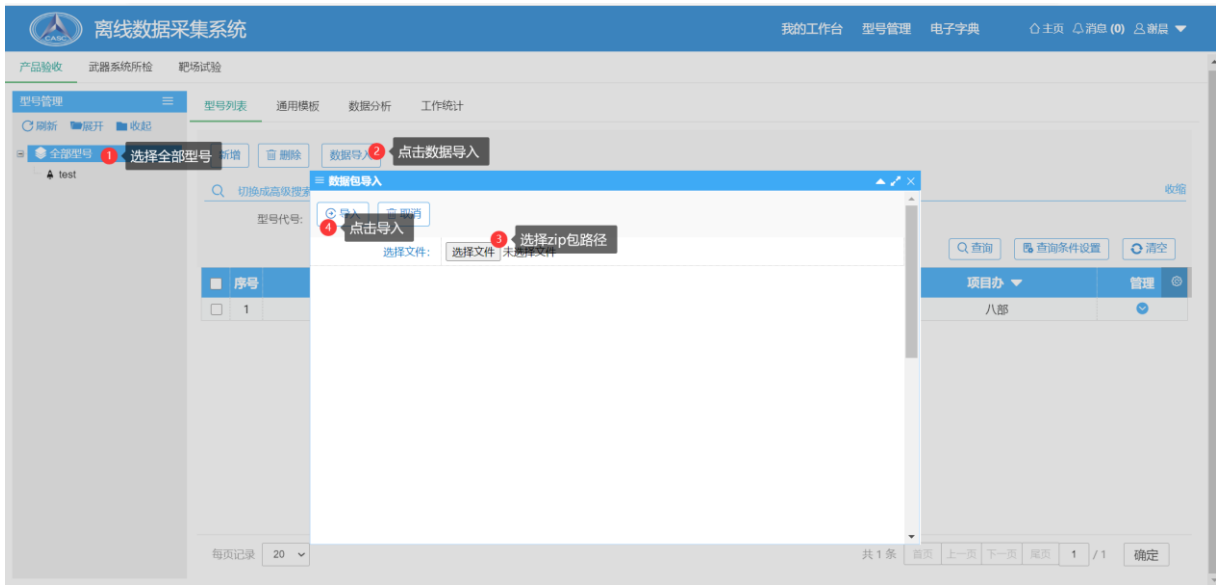 CASC
离线数据采集系统
我的工作台 型号管理 电子字典 主页 消息 (0) 谢晨
产品验收 武器系统所检 靶场试验
型号管理
刷新 展开 收起
型号列表 通用模板 数据分析 工作统计
全部型号 1 选择全部型号
test
新增 删除 数据导入 2 点击数据导入
切换成高级搜索
收缩
数据包导入
导入 取消
4 点击导入
型号代号:
选择文件: 选择文件 未选择文件
3 选择zip包路径
查询 查询条件设置 清空
序号 项目办 管理
1 八部
每页记录 20 共 1 条 首页 上一页 下一页 尾页 1 / 1 确定